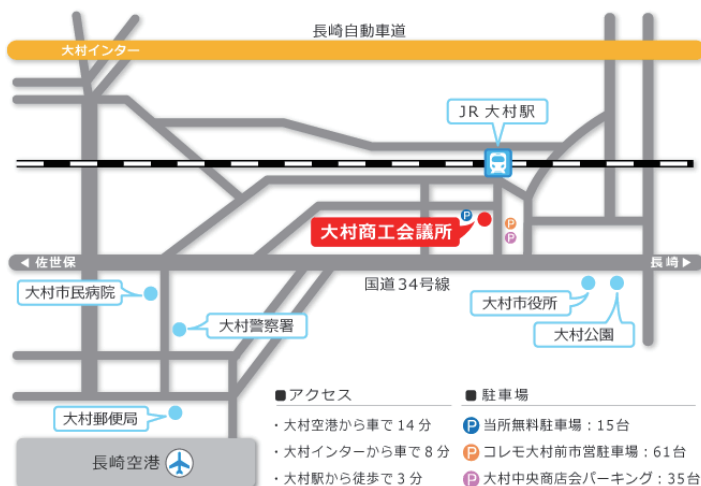 長崎自動車道
大村インター
JR 大村駅
大村商工会議所
P
P
P
◀ 佐世保
長崎 ▶
国道34号線
大村市民病院
大村市役所
大村警察署
大村公園
大村郵便局
長崎空港
■アクセス
・大村空港から車で14分
・大村インターから車で8分
・大村駅から徒歩で3分
■駐車場
P 当所無料駐車場：15台
P コレモ大村前市営駐車場：61台
P 大村中央商店会パーキング：35台